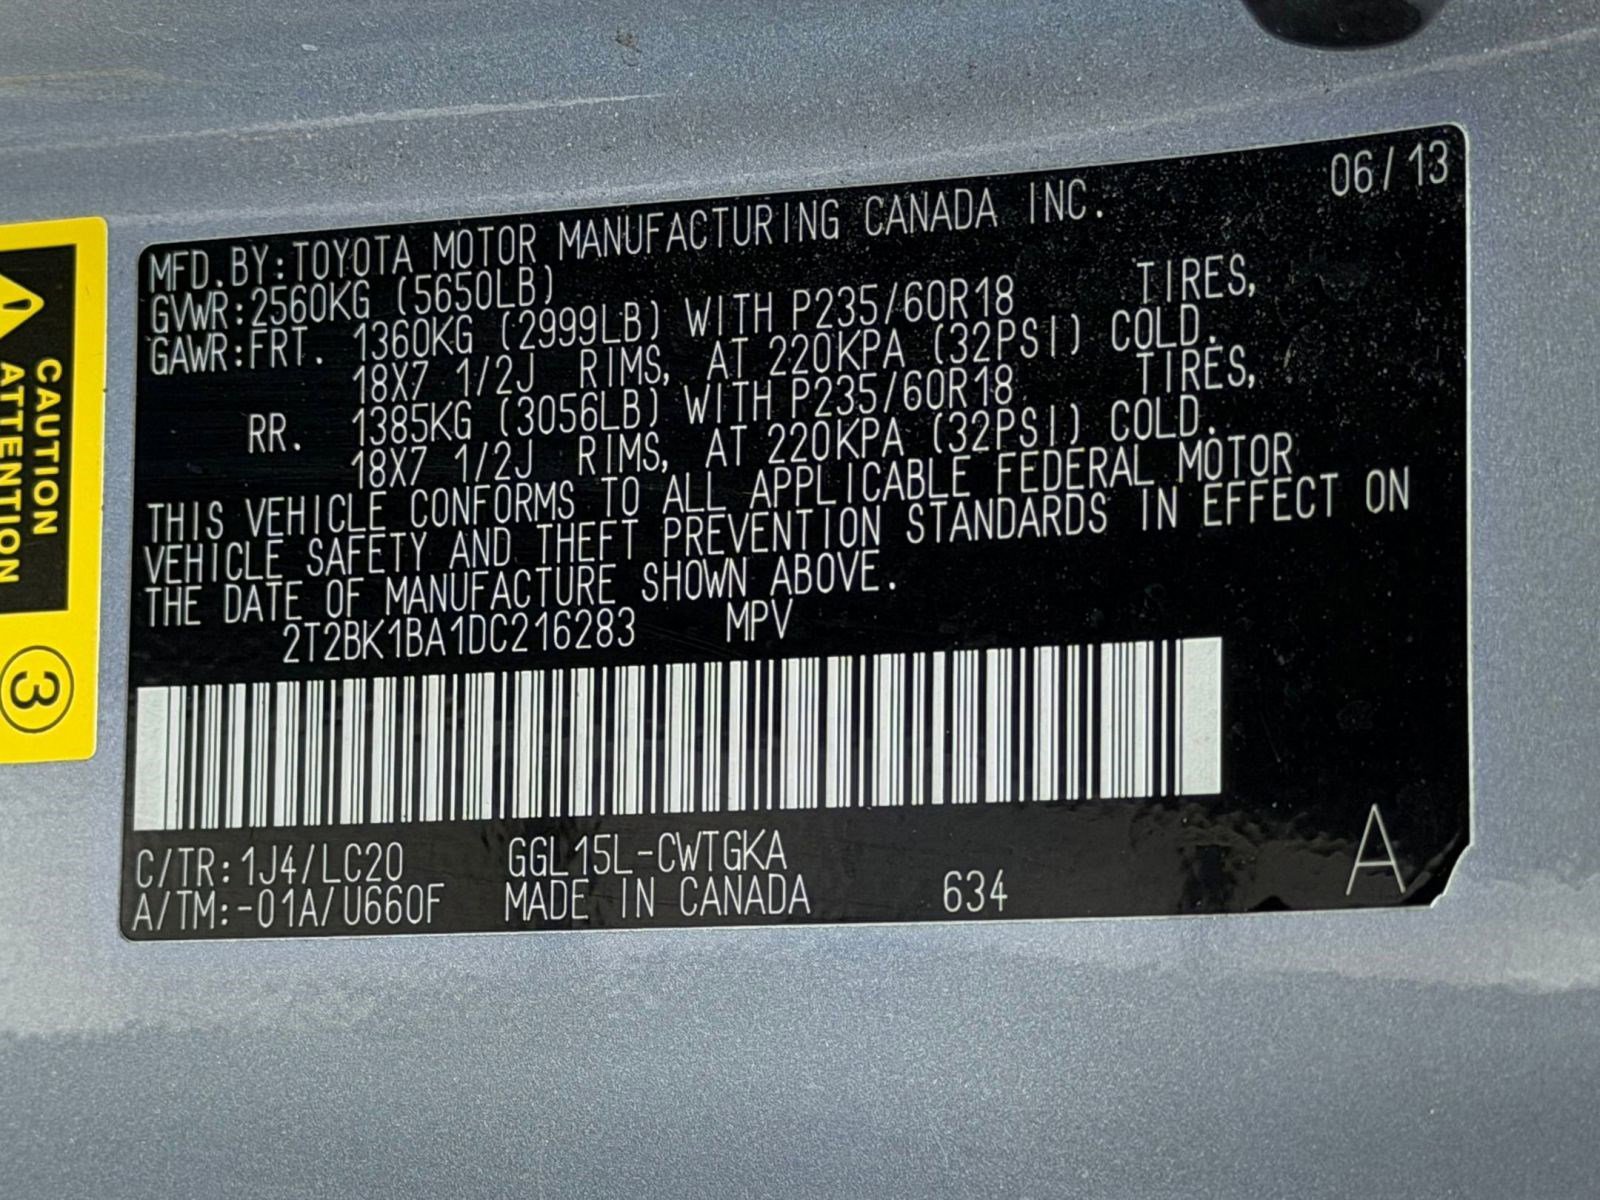 06/13
MFD.BY:TOYOTA MOTOR MANUFACTURING CANADA INC.
GVWR:2560KG (5650LB)
GAWR:FRT. 1360KG (2999LB) WITH P235/60R18 TIRES,
18X7 1/2J RIMS, AT 220KPA (32PSI) COLD.
RR. 1385KG (3056LB) WITH P235/60R18 TIRES,
18X7 1/2J RIMS, AT 220KPA (32PSI) COLD.
THIS VEHICLE CONFORMS TO ALL APPLICABLE FEDERAL MOTOR
VEHICLE SAFETY AND THEFT PREVENTION STANDARDS IN EFFECT ON
THE DATE OF MANUFACTURE SHOWN ABOVE.
2T2BK1BA1DC216283 MPV
C/TR:1J4/LC20 GGL15L-CWTGKA
A/TM:-01A/U660F MADE IN CANADA 634 A
CAUTION
ATTENTION
3